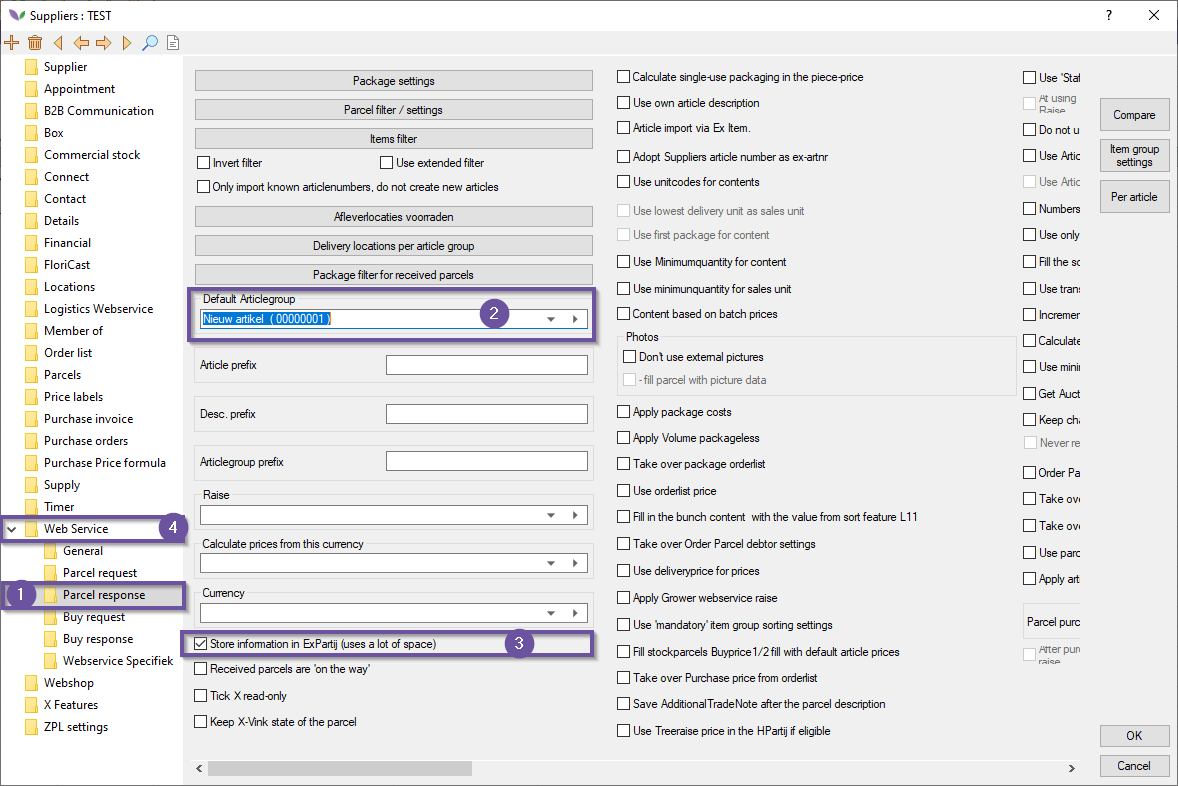 Suppliers : TEST
?
Supplier
Appointment
B2B Communication
Box
Commercial stock
Connect
Contact
Details
Financial
FloriCast
Locations
Logistics Webservice
Member of
Order list
Parcels
Price labels
Purchase invoice
Purchase orders
Purchase Price formula
Supply
Timer
Web Service
4
General
Parcel request
1
Parcel response
Buy request
Buy response
Webservice Specifiek
Webshop
X Features
ZPL settings
Package settings
Parcel filter / settings
Items filter
Invert filter
Use extended filter
Only import known articlenumbers, do not create new articles
Afleverlocaties voorraden
Delivery locations per article group
Package filter for received parcels
Default Articlegroup
Nieuw artikel ( 00000001 )
2
Article prefix
Desc. prefix
Articlegroup prefix
Raise
Calculate prices from this currency
Currency
Store information in ExPartij (uses a lot of space)
3
Received parcels are 'on the way'
Tick X read-only
Keep X-Vink state of the parcel
Calculate single-use packaging in the piece-price
Use own article description
Article import via Ex Item.
Adopt Suppliers article number as ex-artnr
Use unitcodes for contents
Use lowest delivery unit as sales unit
Use first package for content
Use Minimumquantity for content
Use minimunquantity for sales unit
Content based on batch prices
Photos
Don't use external pictures
- fill parcel with picture data
Apply package costs
Apply Volume packageless
Take over package orderlist
Use orderlist price
Fill in the bunch content with the value from sort feature L11
Take over Order Parcel debtor settings
Use deliveryprice for prices
Apply Grower webservice raise
Use 'mandatory' item group sorting settings
Fill stockparcels Buyprice1/2 fill with default article prices
Take over Purchase price from orderlist
Save AdditionalTradeNote after the parcel description
Use Treeraise price in the HPartij if eligible
Use 'Stat
At using
Raise
Do not u
Use Artic
Use Artic
Numbers
Use only
Fill the sc
Use trans
Incremer
Calculate
Use minir
Get Auct
Keep cha
Never re
Order Pa
Take ove
Take ove
Use parc
Apply arti
Parcel purc
After purc
raise
Compare
Item group
settings
Per article
OK
Cancel